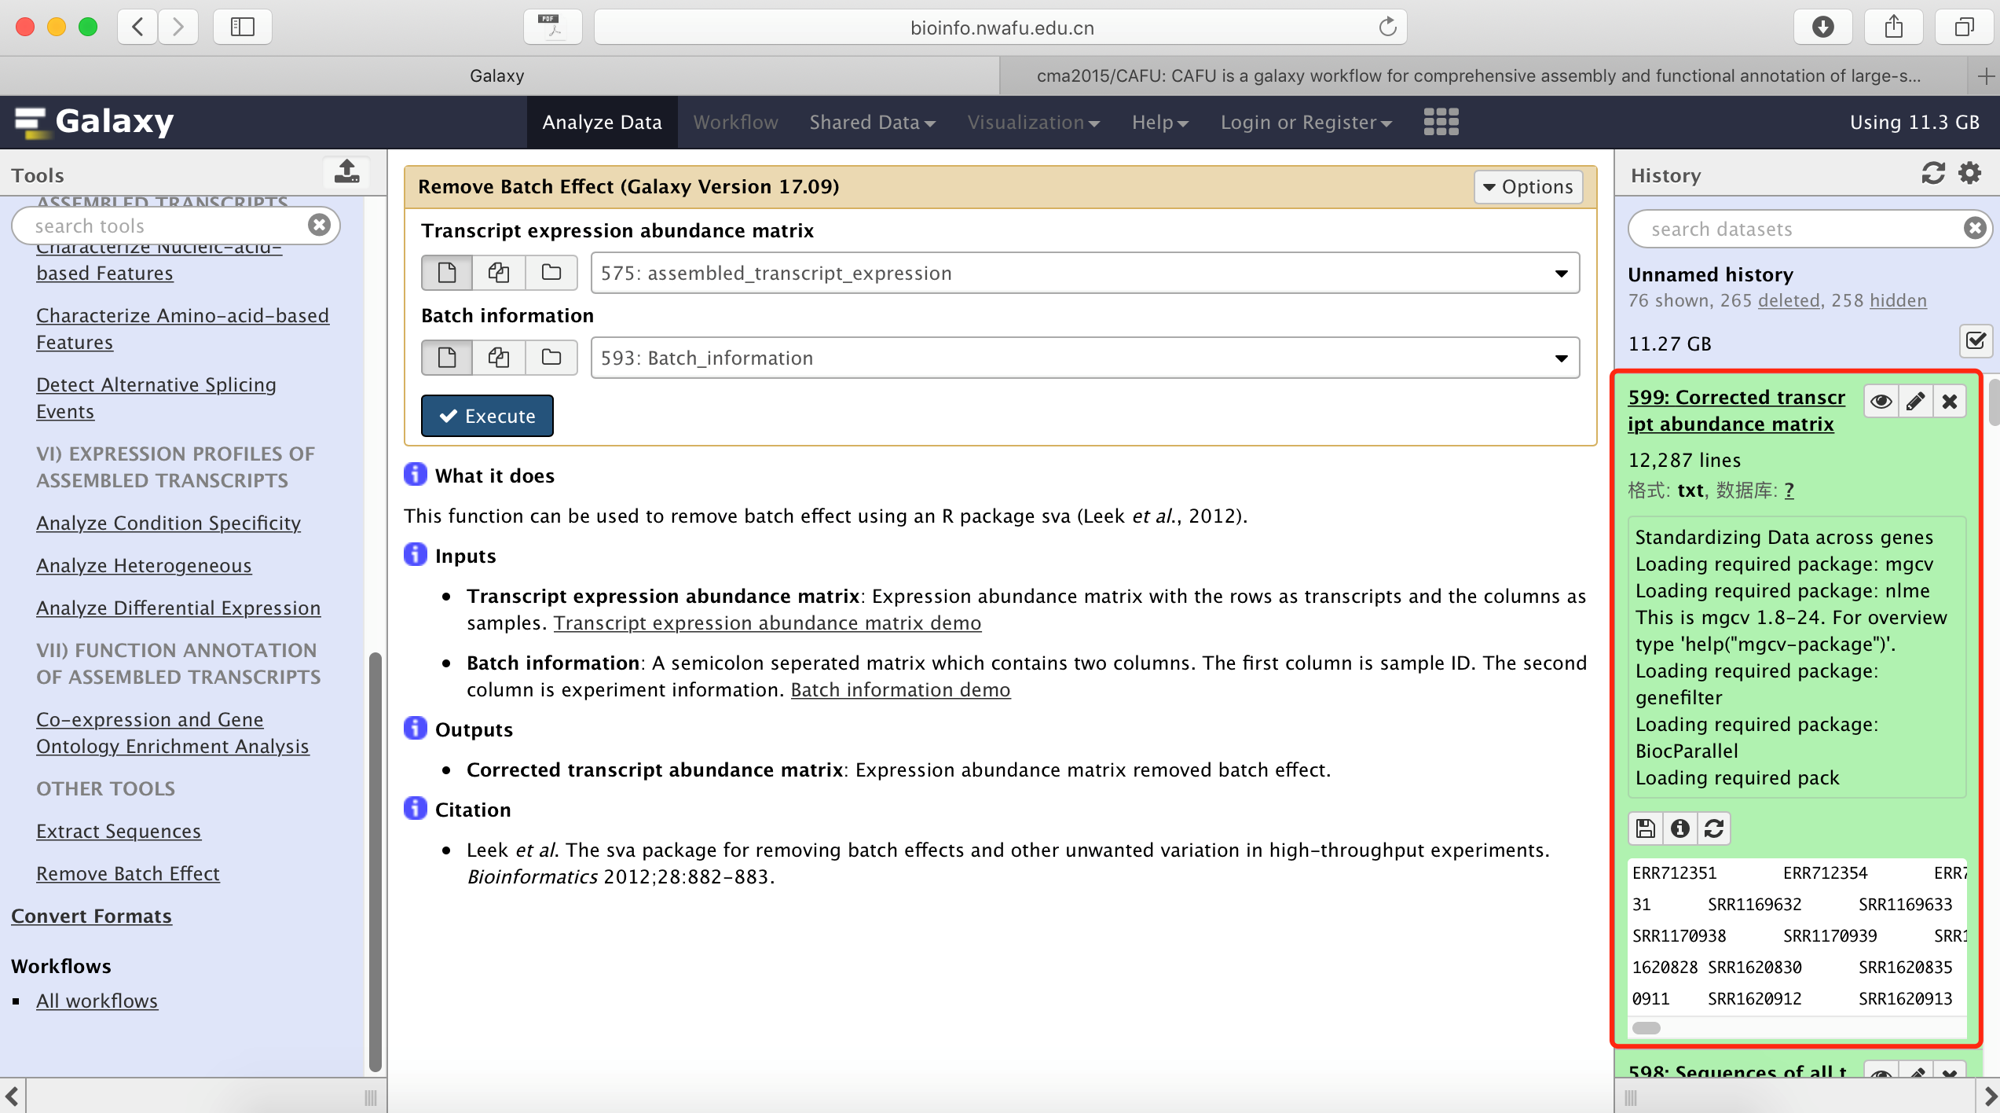 bioinfo.nwafu.edu.cn
Galaxy
cma2015/CAFU: CAFU is a galaxy workflow for comprehensive assembly and functional annotation of large-s...
Galaxy
Analyze Data
Workflow
Shared Data
Visualization
Help
Login or Register
Using 11.3 GB
Tools
ASSEMBLED TRANSCRIPTS
search tools
Characterize Nucleic-acid-
based Features
Characterize Amino-acid-based
Features
Detect Alternative Splicing
Events
VI) EXPRESSION PROFILES OF
ASSEMBLED TRANSCRIPTS
Analyze Condition Specificity
Analyze Heterogeneous
Analyze Differential Expression
VII) FUNCTION ANNOTATION
OF ASSEMBLED TRANSCRIPTS
Co-expression and Gene
Ontology Enrichment Analysis
OTHER TOOLS
Extract Sequences
Remove Batch Effect
Convert Formats
Workflows
All workflows
Remove Batch Effect (Galaxy Version 17.09)
Options
Transcript expression abundance matrix
575: assembled_transcript_expression
Batch information
593: Batch_information
Execute
What it does
This function can be used to remove batch effect using an R package sva (Leek et al., 2012).
Inputs
Transcript expression abundance matrix: Expression abundance matrix with the rows as transcripts and the columns as
samples. Transcript expression abundance matrix demo
Batch information: A semicolon seperated matrix which contains two columns. The first column is sample ID. The second
column is experiment information. Batch information demo
Outputs
Corrected transcript abundance matrix: Expression abundance matrix removed batch effect.
Citation
Leek et al. The sva package for removing batch effects and other unwanted variation in high-throughput experiments.
Bioinformatics 2012;28:882-883.
History
search datasets
Unnamed history
76 shown, 265 deleted, 258 hidden
11.27 GB
599: Corrected transcr
ipt abundance matrix
12,287 lines
格式: txt, 数据库: ?
Standardizing Data across genes
Loading required package: mgcv
Loading required package: nlme
This is mgcv 1.8-24. For overview
type 'help("mgcv-package")'.
Loading required package:
genefilter
Loading required package:
BiocParallel
Loading required pack
ERR712351 ERR712354 ERR7
31 SRR1169632 SRR1169633
SRR1170938 SRR1170939 SRR1
1620828 SRR1620830 SRR1620835
0911 SRR1620912 SRR1620913
598: Sequences of all t